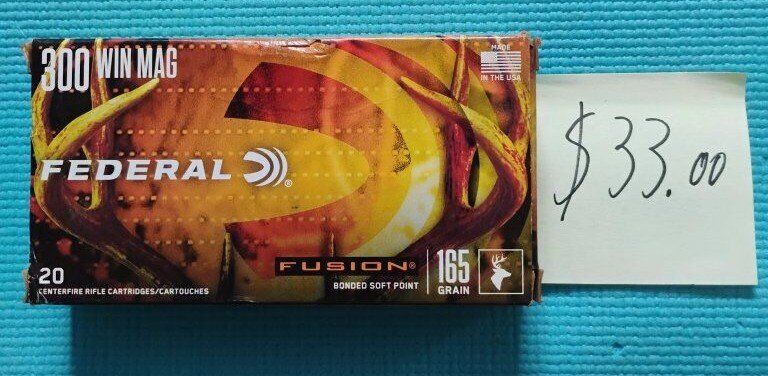 300 WIN MAG
MADE
IN THE USA
FEDERAL®
20
CENTERFIRE RIFLE CARTRIDGES/CARTOUCHES
FUSION®
BONDED SOFT POINT
165
GRAIN
$33.00